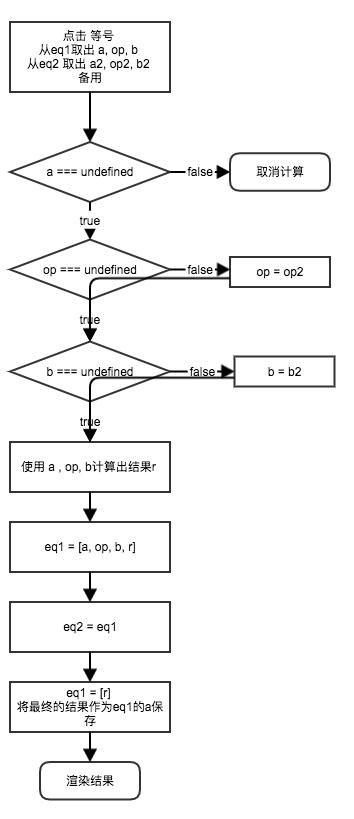 点击 等号
从eq1取出 a, op, b
从eq2 取出 a2, op2, b2
备用
a === undefined
false
取消计算
true
op === undefined
false
op = op2
true
b === undefined
false
b = b2
true
使用 a , op, b计算出结果r
eq1 = [a, op, b, r]
eq2 = eq1
eq1 = [r]
将最终的结果作为eq1的a保
存
渲染结果